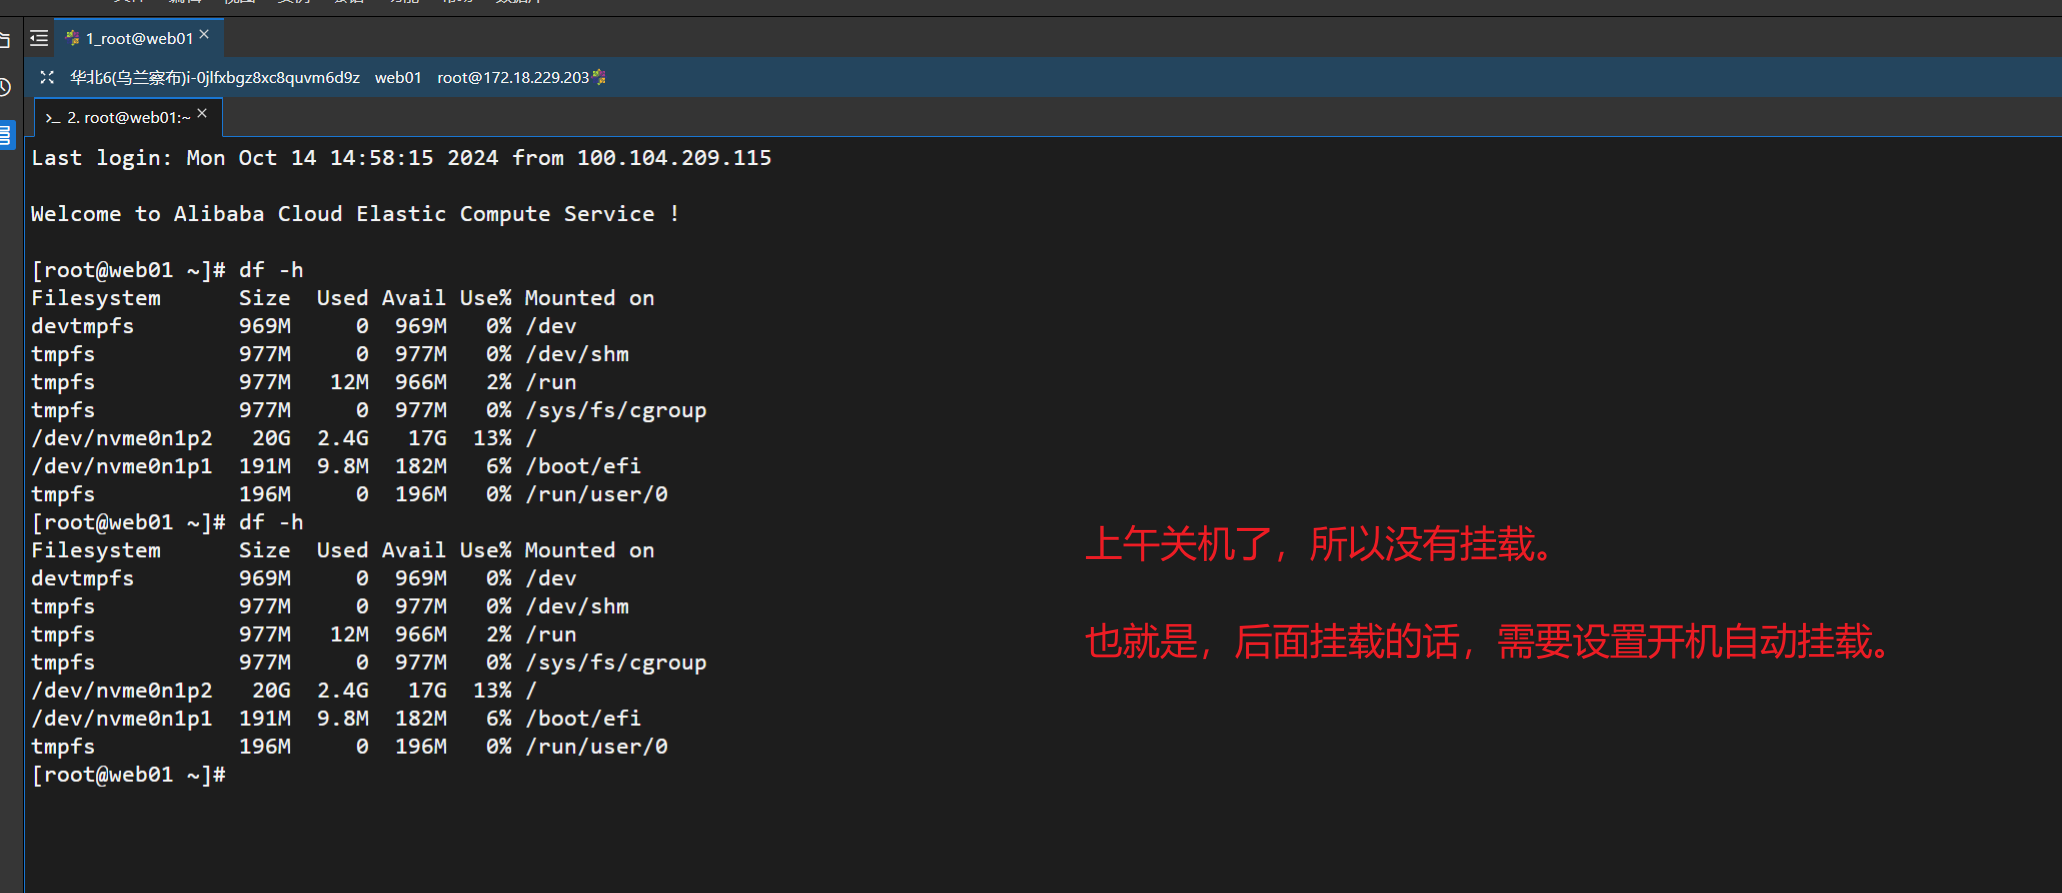 1_root@web01
华北6(乌兰察布)i-0jlfxbgz8xc8quvm6d9z web01 root@172.18.229.203
>_ 2. root@web01:~
Last login: Mon Oct 14 14:58:15 2024 from 100.104.209.115
Welcome to Alibaba Cloud Elastic Compute Service !
[root@web01 ~]# df -h
Filesystem Size Used Avail Use% Mounted on
devtmpfs 969M 0 969M 0% /dev
tmpfs 977M 0 977M 0% /dev/shm
tmpfs 977M 12M 966M 2% /run
tmpfs 977M 0 977M 0% /sys/fs/cgroup
/dev/nvme0n1p2 20G 2.4G 17G 13% /
/dev/nvme0n1p1 191M 9.8M 182M 6% /boot/efi
tmpfs 196M 0 196M 0% /run/user/0
[root@web01 ~]# df -h
Filesystem Size Used Avail Use% Mounted on
devtmpfs 969M 0 969M 0% /dev
tmpfs 977M 0 977M 0% /dev/shm
tmpfs 977M 12M 966M 2% /run
tmpfs 977M 0 977M 0% /sys/fs/cgroup
/dev/nvme0n1p2 20G 2.4G 17G 13% /
/dev/nvme0n1p1 191M 9.8M 182M 6% /boot/efi
tmpfs 196M 0 196M 0% /run/user/0
[root@web01 ~]#
上午关机了，所以没有挂载。
也就是，后面挂载的话，需要设置开机自动挂载。